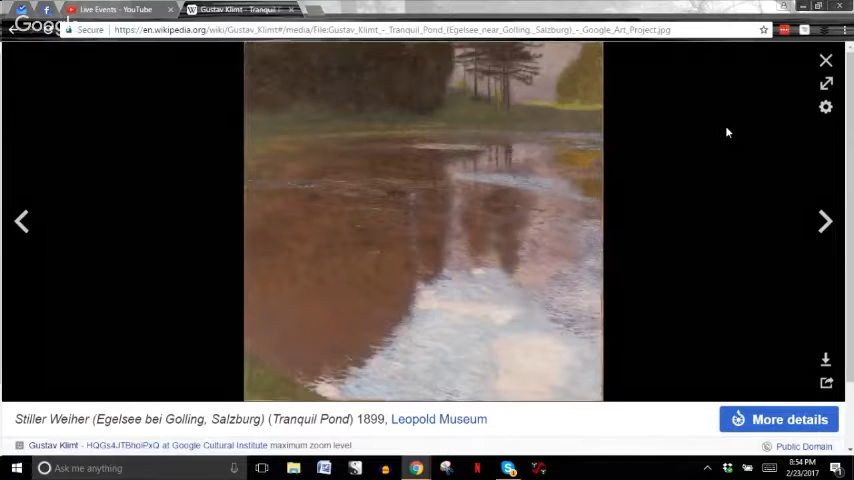 Live Events - YouTube
Gustav Klimt - Tranquil
Google
Secure
https://en.wikipedia.org/wiki/Gustav_Klimt#/media/File:Gustav_Klimt_-_Tranquil_Pond_(Egelsee_near_Golling,_Salzburg)_-_Google_Art_Project.jpg
Stiller Weiher (Egelsee bei Golling, Salzburg) (Tranquil Pond) 1899, Leopold Museum
More details
Gustav Klimt - HQGs4JTBhoiPxQ at Google Cultural Institute maximum zoom level
Public Domain
Ask me anything
8:54 PM
2/23/2017